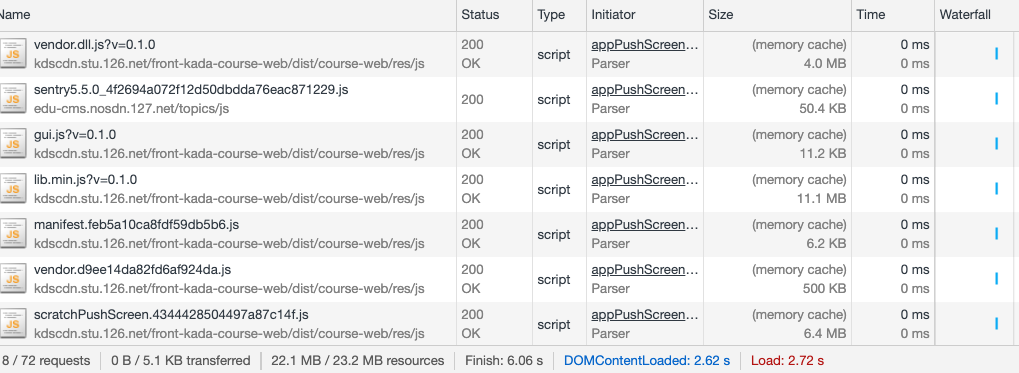 Name Status Type Initiator Size Time Waterfall
vendor.dll.js?v=0.1.0 200 script appPushScreen… (memory cache) 0 ms
kdscdn.stu.126.net/front-kada-course-web/dist/course-web/res/js OK Parser 4.0 MB 0 ms
sentry5.5.0_4f2694a072f12d50dbdda76eac871229.js 200 script appPushScreen… (memory cache) 0 ms
edu-cms.nosdn.127.net/topics/js Parser 50.4 KB 0 ms
gui.js?v=0.1.0 200 script appPushScreen… (memory cache) 0 ms
kdscdn.stu.126.net/front-kada-course-web/dist/course-web/res/js OK Parser 11.2 KB 0 ms
lib.min.js?v=0.1.0 200 script appPushScreen… (memory cache) 0 ms
kdscdn.stu.126.net/front-kada-course-web/dist/course-web/res/js OK Parser 11.1 MB 0 ms
manifest.feb5a10ca8fdf59db5b6.js 200 script appPushScreen… (memory cache) 0 ms
kdscdn.stu.126.net/front-kada-course-web/dist/course-web/res/js OK Parser 6.2 KB 0 ms
vendor.d9ee14da82fd6af924da.js 200 script appPushScreen… (memory cache) 0 ms
kdscdn.stu.126.net/front-kada-course-web/dist/course-web/res/js OK Parser 500 KB 0 ms
scratchPushScreen.4344428504497a87c14f.js 200 script appPushScreen… (memory cache) 0 ms
kdscdn.stu.126.net/front-kada-course-web/dist/course-web/res/js OK Parser 6.4 MB 0 ms
8 / 72 requests 0 B / 5.1 KB transferred 22.1 MB / 23.2 MB resources Finish: 6.06 s DOMContentLoaded: 2.62 s Load: 2.72 s